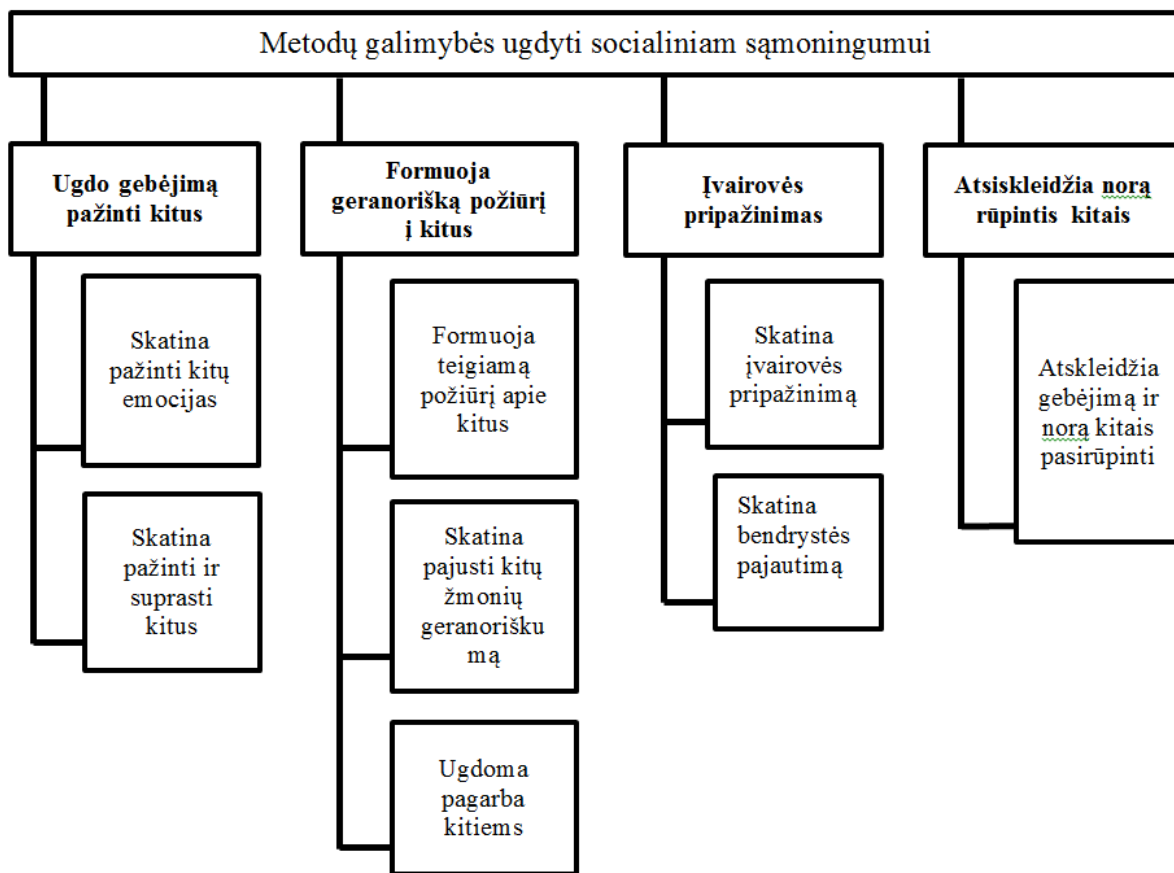 Metodų galimybės ugdyti socialiniam sąmoningumui
Ugdo gebėjimą
pažinti kitus
Formuoja
geranorišką požiūrį
į kitus
Įvairovės
pripažinimas
Atsiskleidžia norą
rūpintis kitais
Skatina
pažinti kitų
emocijas
Skatina
pažinti ir
suprasti
kitus
Formuoja
teigiamą
požiūrį apie
kitus
Skatina
pajusti kitų
žmonių
geranorišku
mą
Ugdoma
pagarba
kitiems
Skatina
įvairovės
pripažinimą
Skatina
bendrystės
pajautimą
Atskleidžia
gebėjimą ir
norą kitais
pasirūpinti